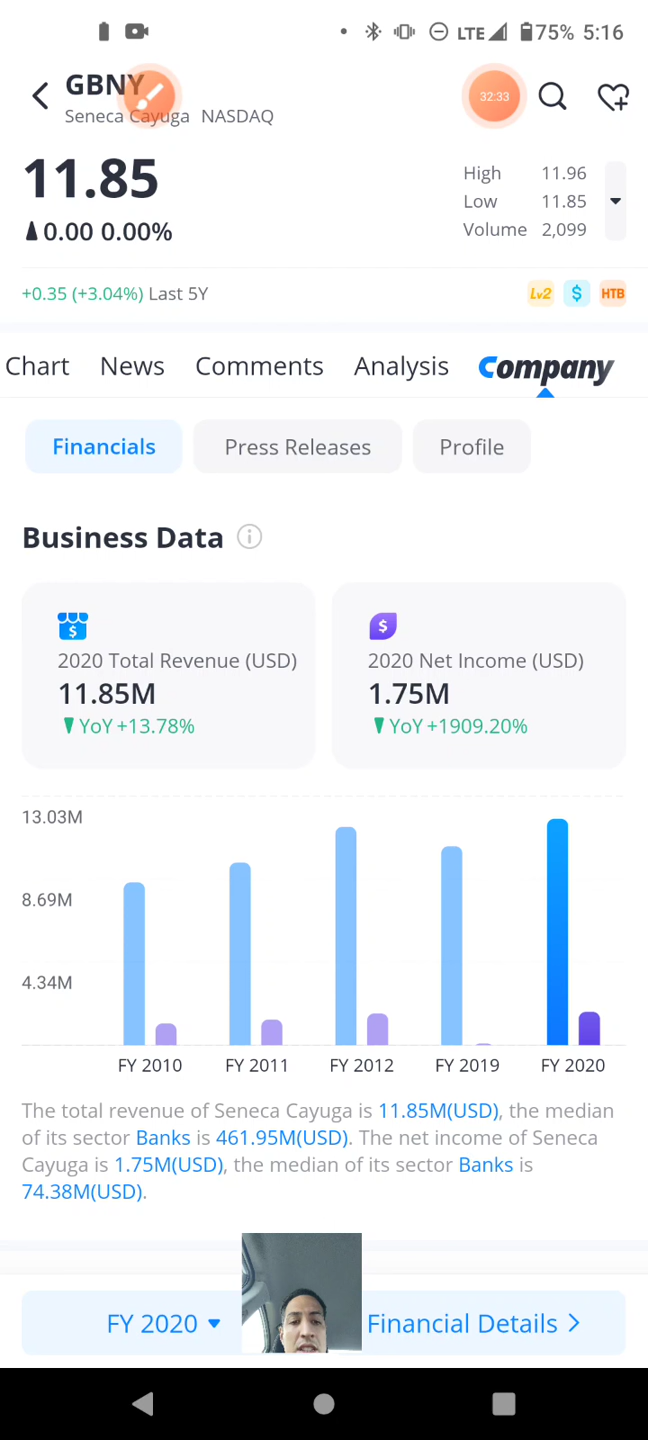 LTE 75% 5:16
GBNY
32:33
Seneca Cayuga NASDAQ
11.85
High 11.96
Low 11.85
0.00 0.00%
Volume 2,099
+0.35 (+3.04%) Last 5Y
Lv2 $ HTB
Chart News Comments Analysis Company
Financials Press Releases Profile
Business Data
$ $
2020 Total Revenue (USD) 2020 Net Income (USD)
11.85M 1.75M
YoY +13.78% YoY +1909.20%
13.03M
8.69M
4.34M
FY 2010 FY 2011 FY 2012 FY 2019 FY 2020
The total revenue of Seneca Cayuga is 11.85M(USD), the median
of its sector Banks is 461.95M(USD). The net income of Seneca
Cayuga is 1.75M(USD), the median of its sector Banks is
74.38M(USD).
FY 2020 Financial Details